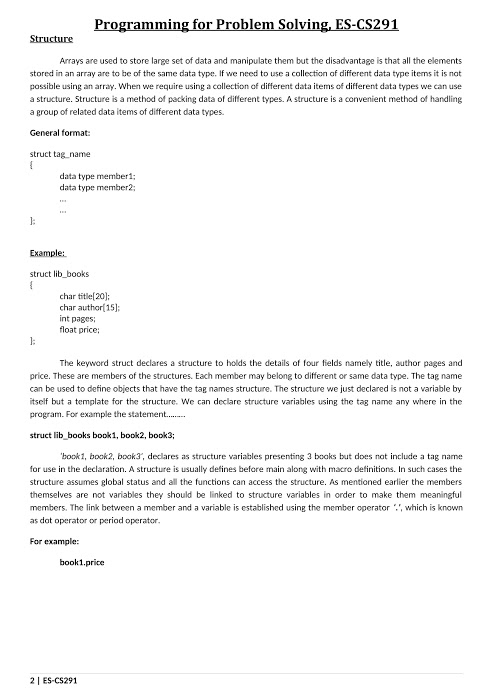 Programming for Problem Solving, ES-CS291
Structure
Arrays are used to store large set of data and manipulate them but the disadvantage is that all the elements
stored in an array are to be of the same data type. If we need to use a collection of different data type items it is not
possible using an array. When we require using a collection of different data items of different data types we can use
a structure. Structure is a method of packing data of different types. A structure is a convenient method of handling
a group of related data items of different data types.
General format:
struct tag_name
{
data type member1;
data type member2;
…
…
};
Example:
struct lib_books
{
char title[20];
char author[15];
int pages;
float price;
};
The keyword struct declares a structure to holds the details of four fields namely title, author pages and
price. These are members of the structures. Each member may belong to different or same data type. The tag name
can be used to define objects that have the tag names structure. The structure we just declared is not a variable by
itself but a template for the structure. We can declare structure variables using the tag name any where in the
program. For example the statement………
struct lib_books book1, book2, book3;
'book1, book2, book3', declares as structure variables presenting 3 books but does not include a tag name
for use in the declaration. A structure is usually defines before main along with macro definitions. In such cases the
structure assumes global status and all the functions can access the structure. As mentioned earlier the members
themselves are not variables they should be linked to structure variables in order to make them meaningful
members. The link between a member and a variable is established using the member operator '.', which is known
as dot operator or period operator.
For example:
book1.price
2 | ES-CS291